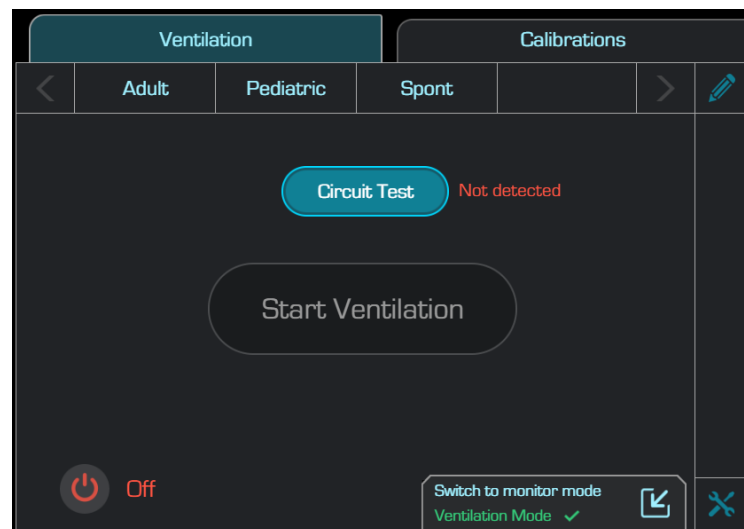 Ventilation
Calibrations
Adult
Pediatric
Spont
Circuit Test
Not detected
Start Ventilation
Off
Switch to monitor mode
Ventilation Mode